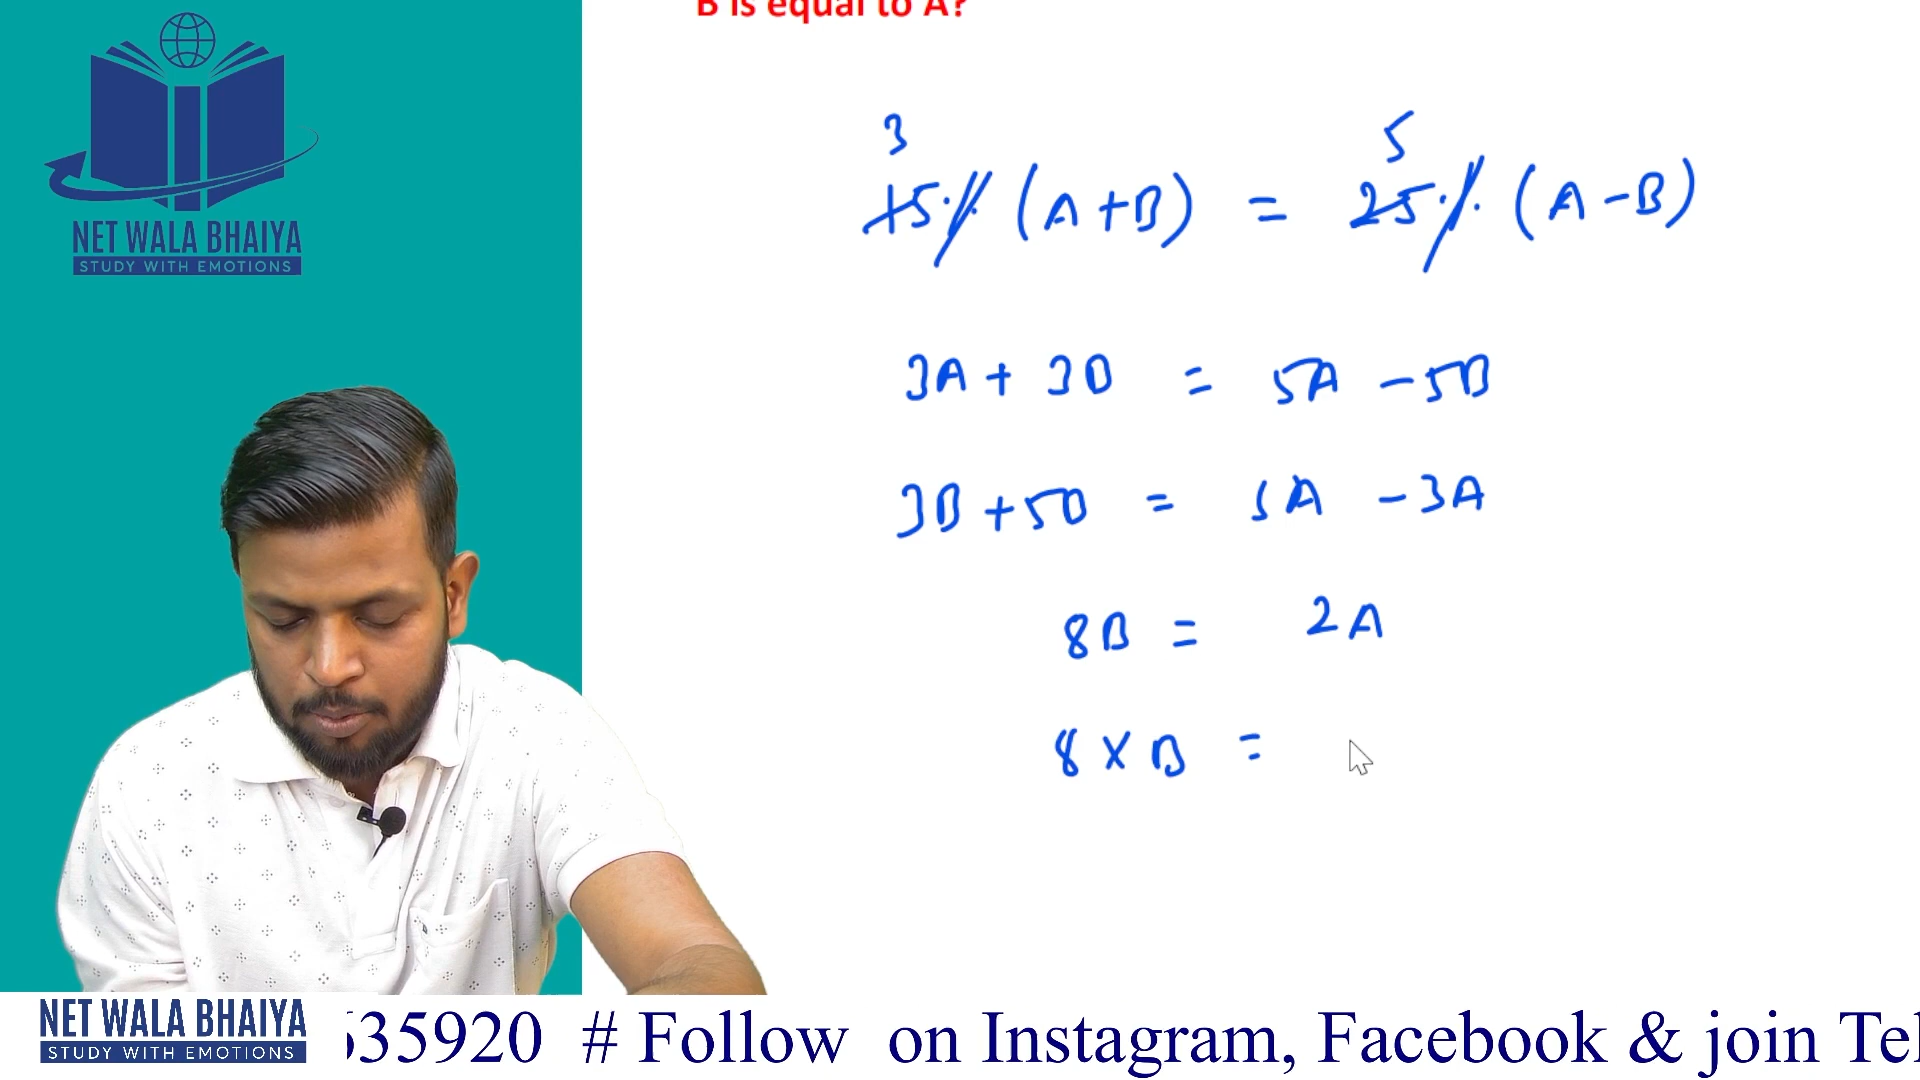 B is equal to A?
NET WALA BHAIYA
STUDY WITH EMOTIONS
3 5
15% (A+B) = 25% (A-B)
3A + 3B = 5A - 5B
3B + 5B = 5A - 3A
8B = 2A
8 × B =
NET WALA BHAIYA
STUDY WITH EMOTIONS
35920 # Follow on Instagram, Facebook & join Tel